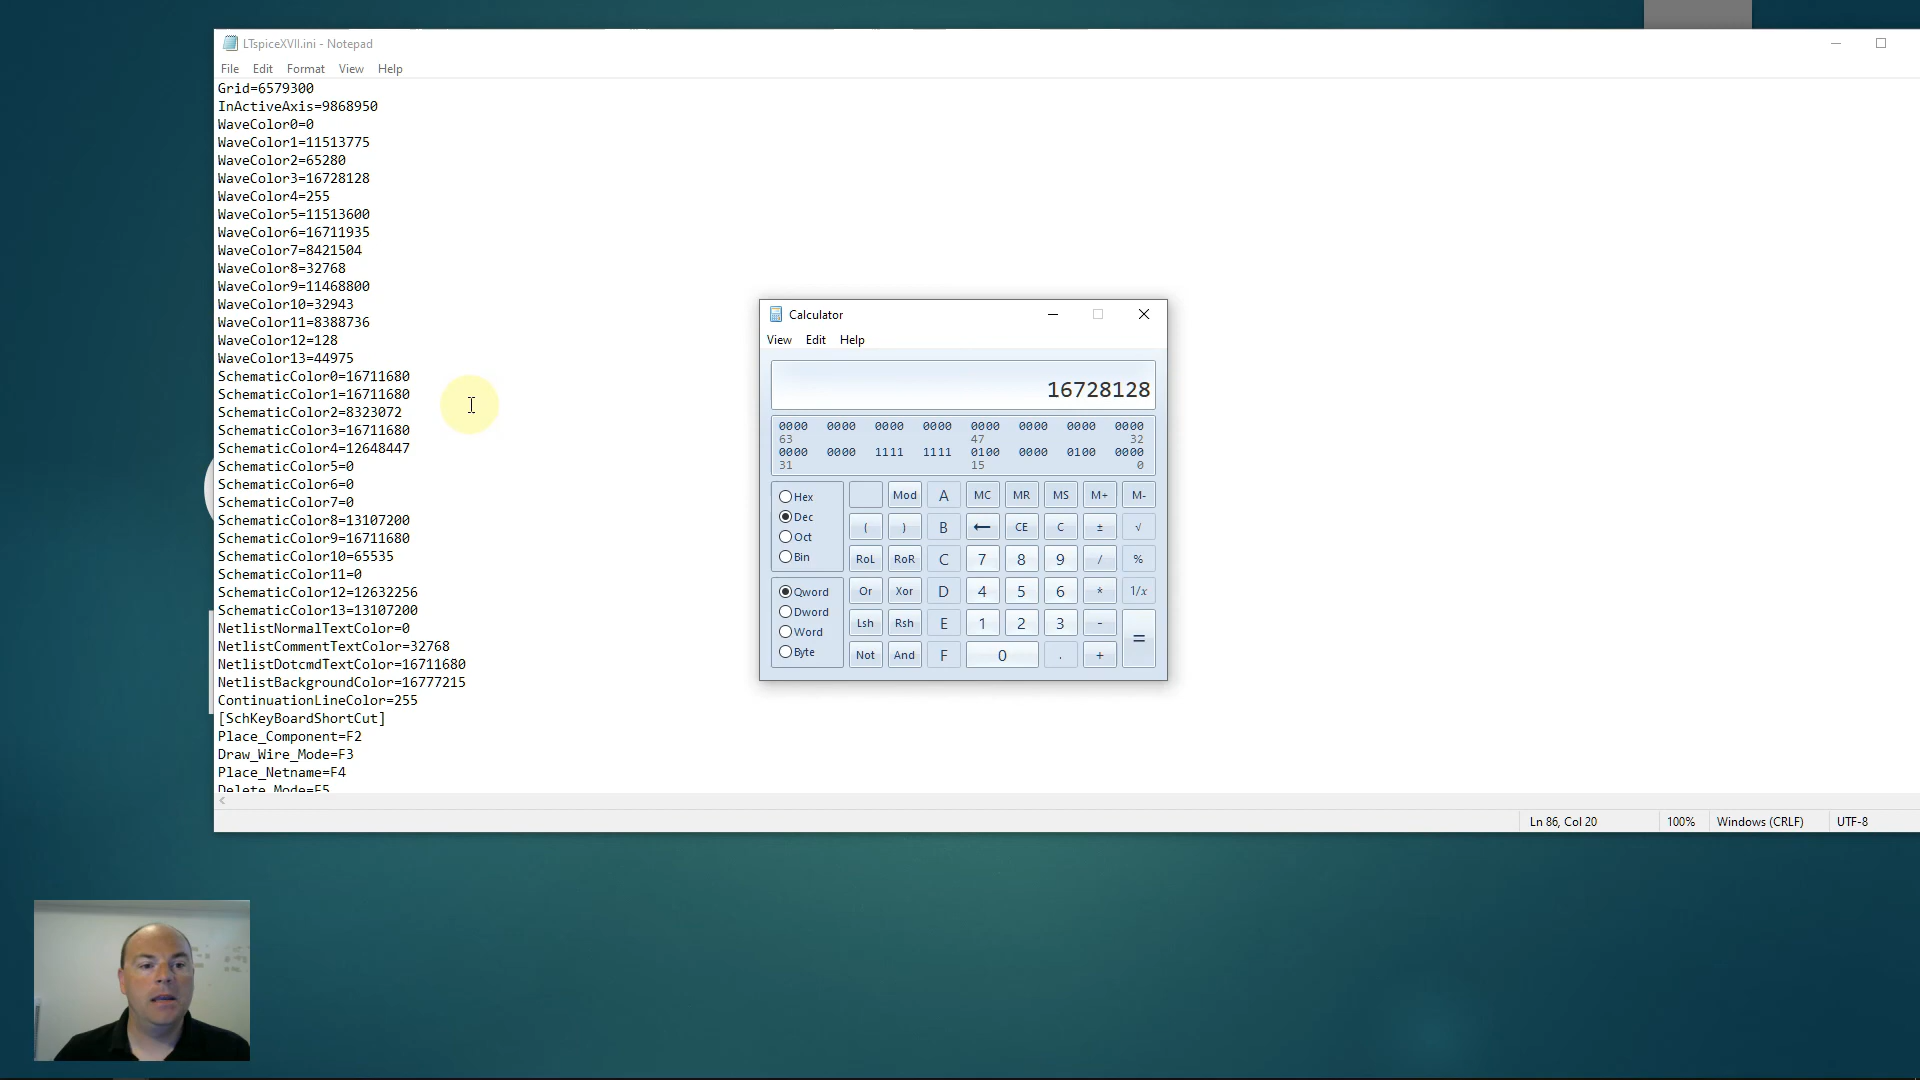 LTspiceXVII.ini - Notepad
File Edit Format View Help
Grid=6579300
InActiveAxis=9868950
WaveColor0=0
WaveColor1=11513775
WaveColor2=65280
WaveColor3=16728128
WaveColor4=255
WaveColor5=11513600
WaveColor6=16711935
WaveColor7=8421504
WaveColor8=32768
WaveColor9=11468800
WaveColor10=32943
WaveColor11=8388736
WaveColor12=128
WaveColor13=44975
SchematicColor0=16711680
SchematicColor1=16711680
SchematicColor2=8323072
SchematicColor3=16711680
SchematicColor4=12648447
SchematicColor5=0
SchematicColor6=0
SchematicColor7=0
SchematicColor8=13107200
SchematicColor9=16711680
SchematicColor10=65535
SchematicColor11=0
SchematicColor12=12632256
SchematicColor13=13107200
NetlistNormalTextColor=0
NetlistCommentTextColor=32768
NetlistDotcmdTextColor=16711680
NetlistBackgroundColor=16777215
ContinuationLineColor=255
[SchKeyBoardShortCut]
Place_Component=F2
Draw_Wire_Mode=F3
Place_Netname=F4
Delete_Mode=F5
Ln 86, Col 20 100% Windows (CRLF) UTF-8
Calculator
View Edit Help
16728128
0000 0000 0000 0000 0000 0000 0000 0000
63 47 32
0000 0000 1111 1111 0100 0000 0100 0000
31 15 0
Hex Mod A MC MR MS M+ M-
Dec ( ) B ← CE C ± √
Oct
Bin RoL RoR C 7 8 9 / %
Qword Or Xor D 4 5 6 * 1/x
Dword Lsh Rsh E 1 2 3 - =
Word
Byte Not And F 0 . +